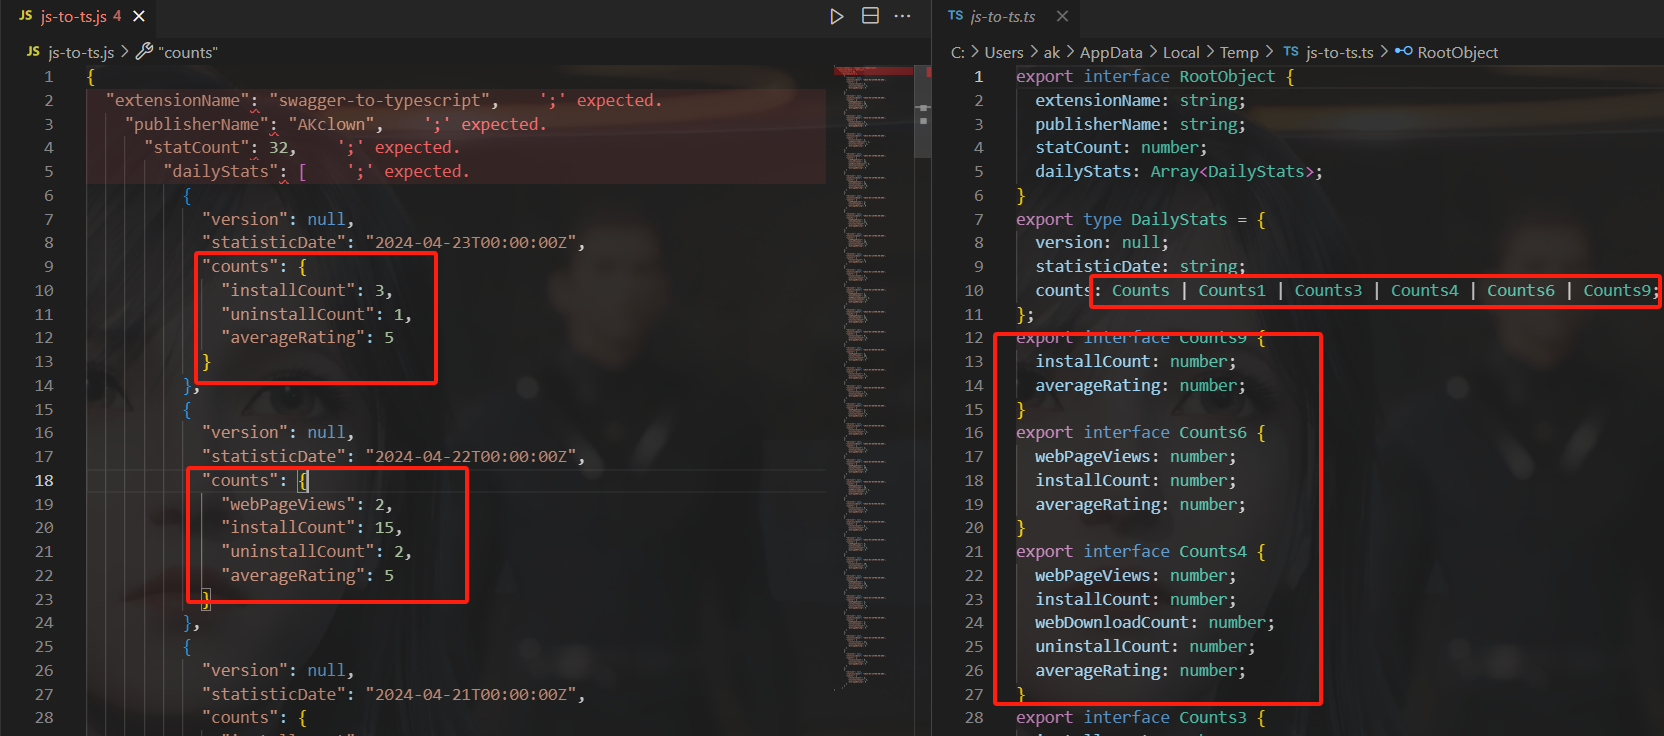 JS js-to-ts.js 4
JS js-to-ts.js > "counts"
1 {
2 "extensionName": "swagger-to-typescript", ';' expected.
3 "publisherName": "AKclown", ';' expected.
4 "statCount": 32, ';' expected.
5 "dailyStats": [ ';' expected.
6 {
7 "version": null,
8 "statisticDate": "2024-04-23T00:00:00Z",
9 "counts": {
10 "installCount": 3,
11 "uninstallCount": 1,
12 "averageRating": 5
13 }
14 },
15 {
16 "version": null,
17 "statisticDate": "2024-04-22T00:00:00Z",
18 "counts": {
19 "webPageViews": 2,
20 "installCount": 15,
21 "uninstallCount": 2,
22 "averageRating": 5
23 }
24 },
25 {
26 "version": null,
27 "statisticDate": "2024-04-21T00:00:00Z",
28 "counts": {
TS js-to-ts.ts
C: > Users > ak > AppData > Local > Temp > TS js-to-ts.ts > RootObject
1 export interface RootObject {
2 extensionName: string;
3 publisherName: string;
4 statCount: number;
5 dailyStats: Array<DailyStats>;
6 }
7 export type DailyStats = {
8 version: null;
9 statisticDate: string;
10 counts: Counts | Counts1 | Counts3 | Counts4 | Counts6 | Counts9;
11 };
12 export interface Counts9 {
13 installCount: number;
14 averageRating: number;
15 }
16 export interface Counts6 {
17 webPageViews: number;
18 installCount: number;
19 averageRating: number;
20 }
21 export interface Counts4 {
22 webPageViews: number;
23 installCount: number;
24 webDownloadCount: number;
25 uninstallCount: number;
26 averageRating: number;
27 }
28 export interface Counts3 {